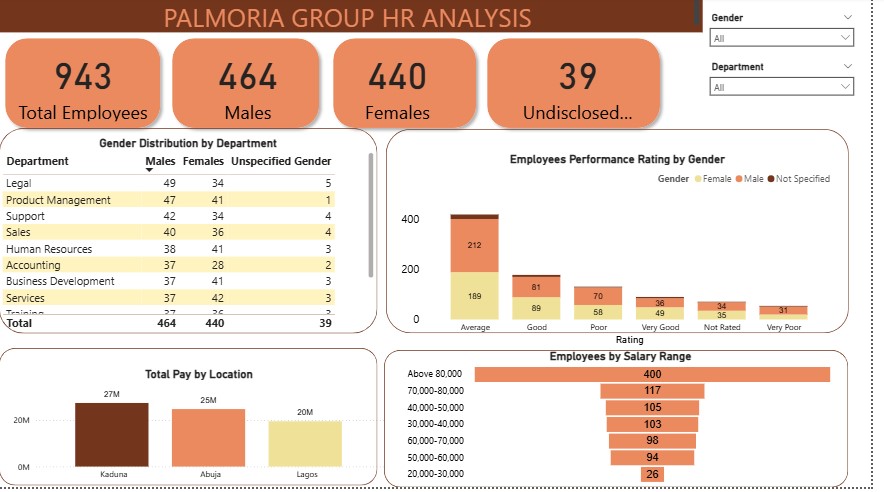 PALMORIA GROUP HR ANALYSIS
Gender
All
Department
All
943
Total Employees
464
Males
440
Females
39
Undisclosed...
Gender Distribution by Department
Department Males Females Unspecified Gender
Legal 49 34 5
Product Management 47 41 1
Support 42 34 4
Sales 40 36 4
Human Resources 38 41 3
Accounting 37 28 2
Business Development 37 41 3
Services 37 42 3
Total 464 440 39
Employees Performance Rating by Gender
Gender Female Male Not Specified
400
200
0
212
189
81
89
70
58
36
49
34
35
31
Average Good Poor Very Good Not Rated Very Poor
Rating
Total Pay by Location
27M
25M
20M
20M
0M
Kaduna Abuja Lagos
Employees by Salary Range
Above 80,000 400
70,000-80,000 117
40,000-50,000 105
30,000-40,000 103
60,000-70,000 98
50,000-60,000 94
20,000-30,000 26